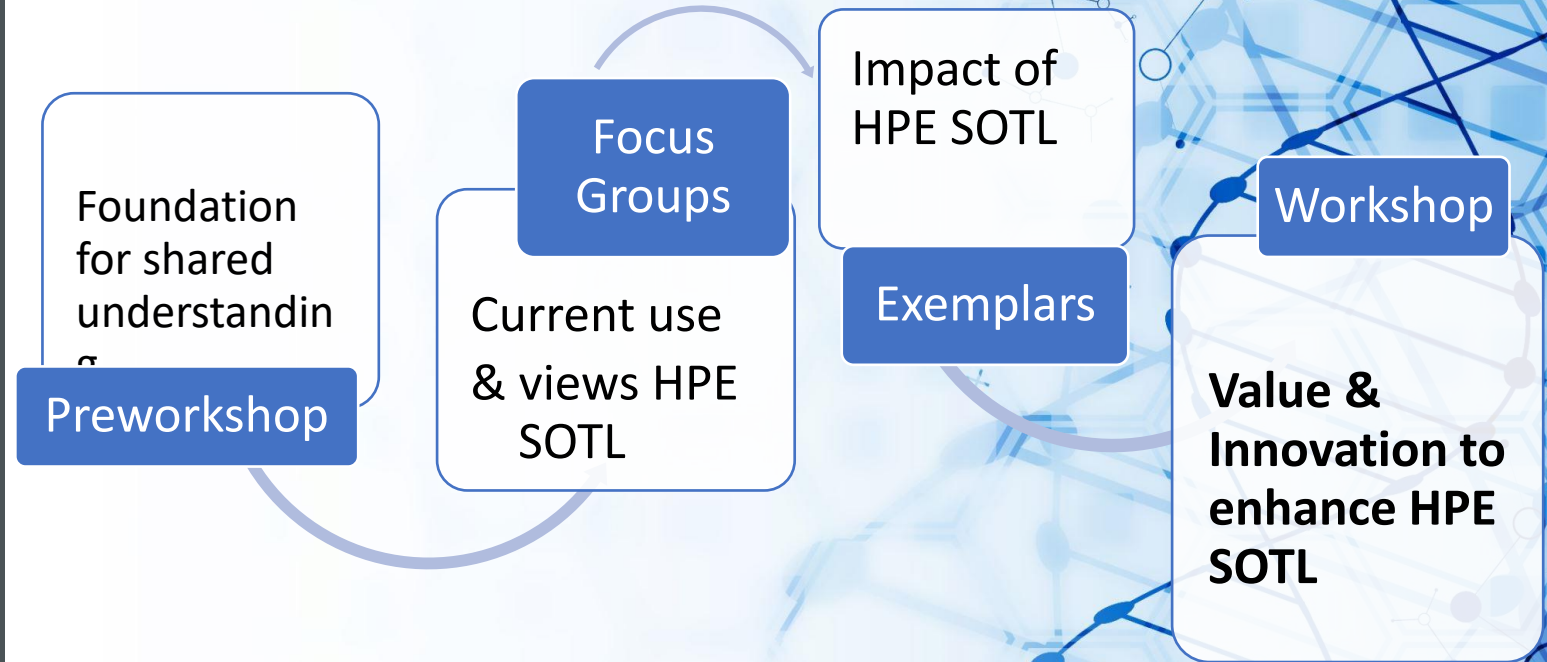 Foundation
for shared
understandin
g
Preworkshop
Focus
Groups
Current use
& views HPE
SOTL
Impact of
HPE SOTL
Exemplars
Workshop
Value &
Innovation to
enhance HPE
SOTL